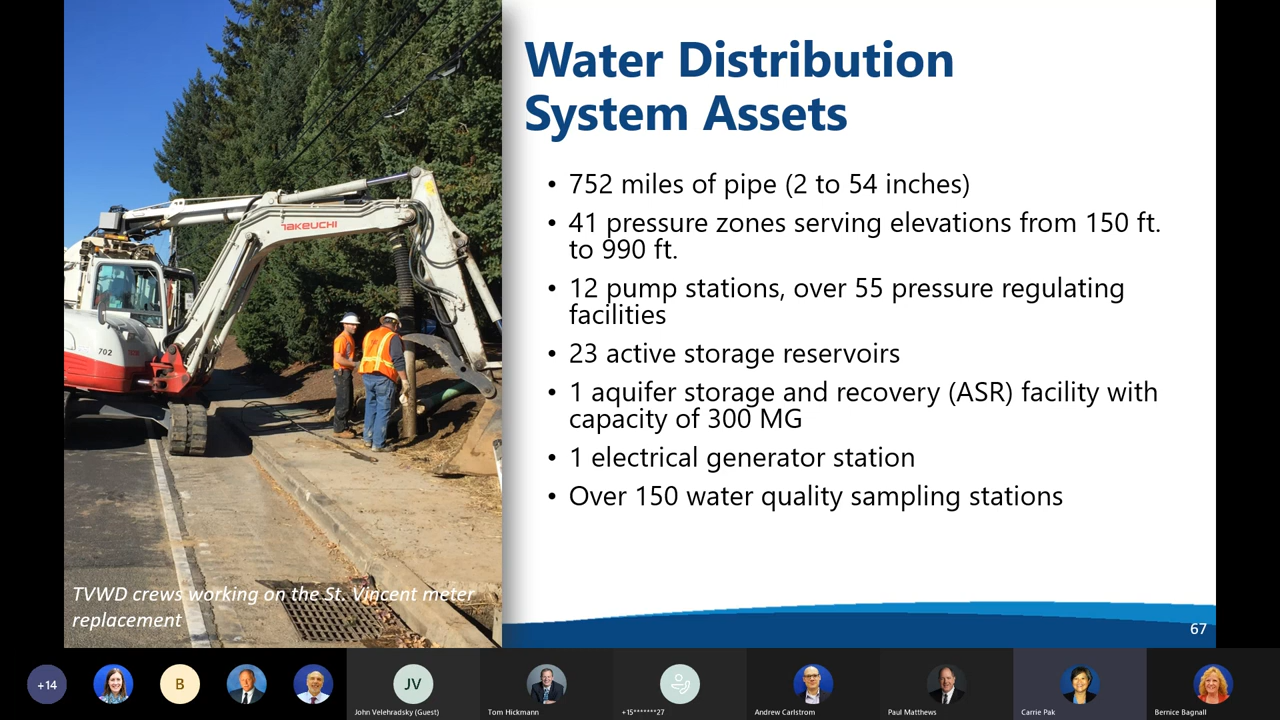 Water Distribution
System Assets
• 752 miles of pipe (2 to 54 inches)
• 41 pressure zones serving elevations from 150 ft.
to 990 ft.
• 12 pump stations, over 55 pressure regulating
facilities
• 23 active storage reservoirs
• 1 aquifer storage and recovery (ASR) facility with
capacity of 300 MG
• 1 electrical generator station
• Over 150 water quality sampling stations
TAKEUCHI
702
TVWD crews working on the St. Vincent meter
replacement
67
+14
B
JV
John Velehradsky (Guest)
Tom Hickmann
+15*******27
Andrew Carlstrom
Paul Matthews
Carrie Pak
Bernice Bagnall